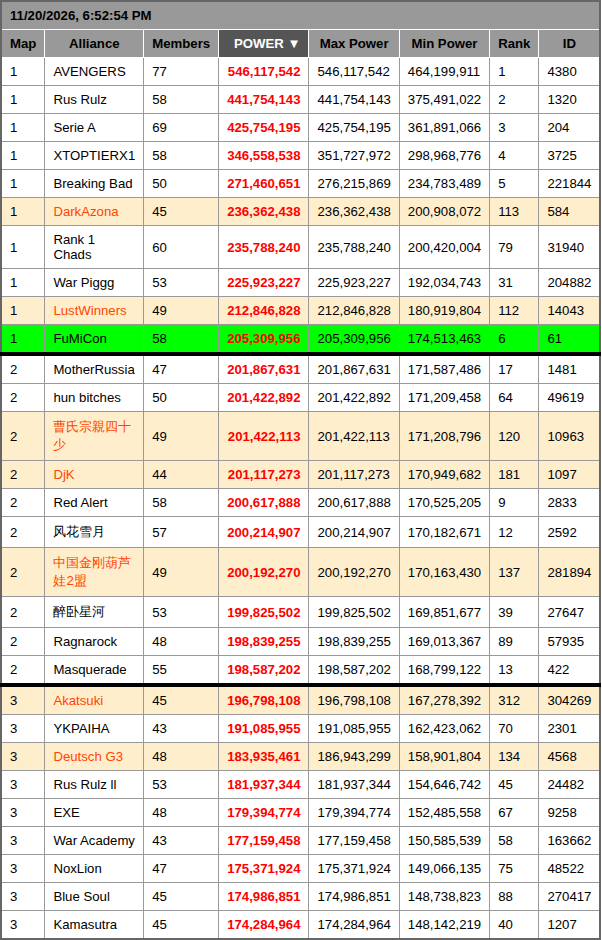 11/20/2026, 6:52:54 PM
Map Alliance Members POWER ▼ Max Power Min Power Rank ID
1 AVENGERS 77 546,117,542 546,117,542 464,199,911 1 4380
1 Rus Rulz 58 441,754,143 441,754,143 375,491,022 2 1320
1 Serie A 69 425,754,195 425,754,195 361,891,066 3 204
1 XTOPTIERX1 58 346,558,538 351,727,972 298,968,776 4 3725
1 Breaking Bad 50 271,460,651 276,215,869 234,783,489 5 221844
1 DarkAzona 45 236,362,438 236,362,438 200,908,072 113 584
1 Rank 1 60 235,788,240 235,788,240 200,420,004 79 31940
Chads
1 War Piggg 53 225,923,227 225,923,227 192,034,743 31 204882
1 LustWinners 49 212,846,828 212,846,828 180,919,804 112 14043
1 FuMiCon 58 205,309,956 205,309,956 174,513,463 6 61
2 MotherRussia 47 201,867,631 201,867,631 171,587,486 17 1481
2 hun bitches 50 201,422,892 201,422,892 171,209,458 64 49619
2 曹氏宗親四十 49 201,422,113 201,422,113 171,208,796 120 10963
少
2 DjK 44 201,117,273 201,117,273 170,949,682 181 1097
2 Red Alert 58 200,617,888 200,617,888 170,525,205 9 2833
2 风花雪月 57 200,214,907 200,214,907 170,182,671 12 2592
2 中国金刚葫芦 49 200,192,270 200,192,270 170,163,430 137 281894
娃2盟
2 醉卧星河 53 199,825,502 199,825,502 169,851,677 39 27647
2 Ragnarock 48 198,839,255 198,839,255 169,013,367 89 57935
2 Masquerade 55 198,587,202 198,587,202 168,799,122 13 422
3 Akatsuki 45 196,798,108 196,798,108 167,278,392 312 304269
3 YKPAIHA 43 191,085,955 191,085,955 162,423,062 70 2301
3 Deutsch G3 48 183,935,461 186,943,299 158,901,804 134 4568
3 Rus Rulz ll 53 181,937,344 181,937,344 154,646,742 45 24482
3 EXE 48 179,394,774 179,394,774 152,485,558 67 9258
3 War Academy 43 177,159,458 177,159,458 150,585,539 58 163662
3 NoxLion 47 175,371,924 175,371,924 149,066,135 75 48522
3 Blue Soul 45 174,986,851 174,986,851 148,738,823 88 270417
3 Kamasutra 45 174,284,964 174,284,964 148,142,219 40 1207